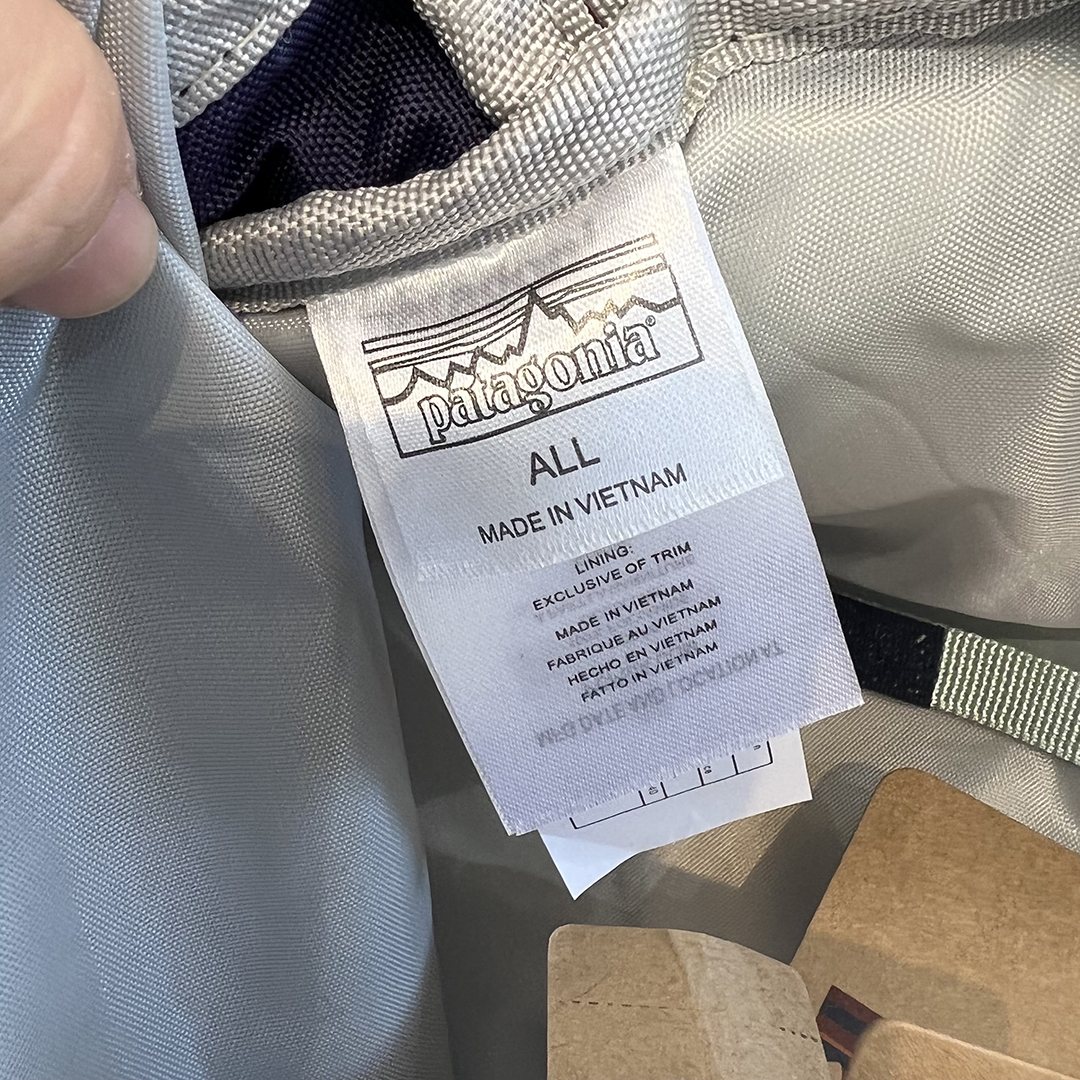 patagonia®
ALL
MADE IN VIETNAM
LINING:
EXCLUSIVE OF TRIM
MADE IN VIETNAM
FABRIQUE AU VIETNAM
HECHO EN VIETNAM
FATTO IN VIETNAM